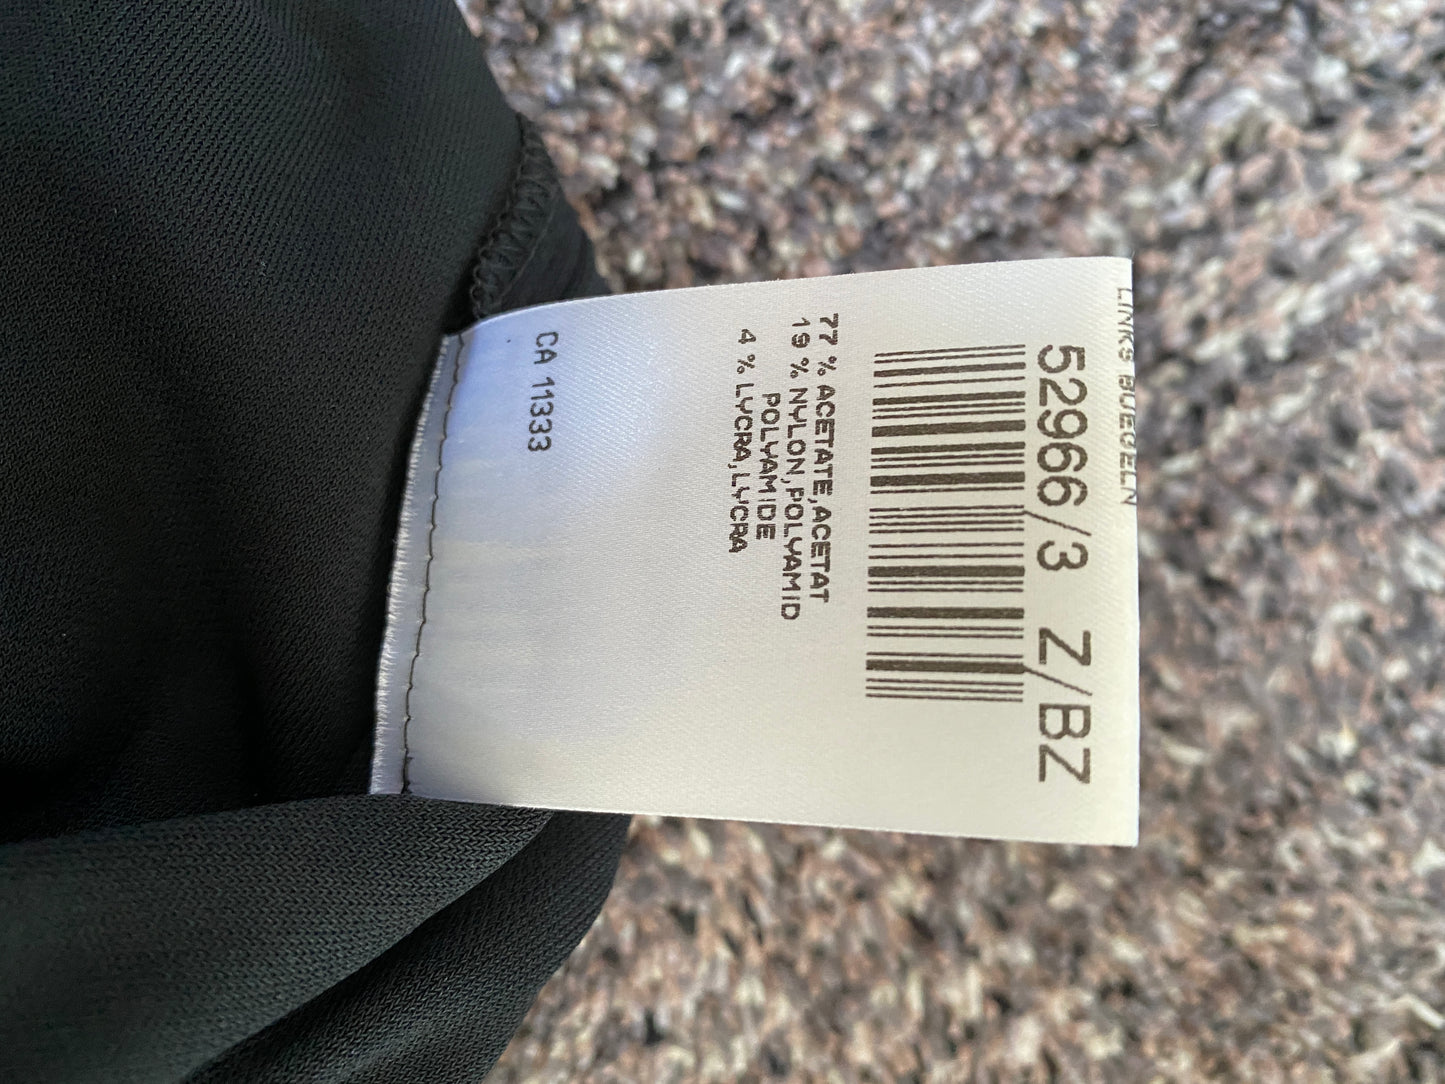 LINKS BUEGELN
52966/3 Z/BZ
77 % ACETATE,ACETAT
19 % NYLON,POLYAMID
POLYAMIDE
4 % LYCRA,LYCRA
CA 11333